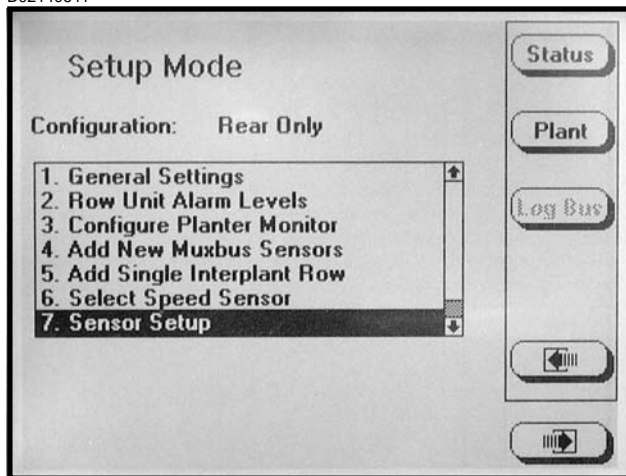 Setup Mode
Configuration: Rear Only
1. General Settings
2. Row Unit Alarm Levels
3. Configure Planter Monitor
4. Add New Muxbus Sensors
5. Add Single Interplant Row
6. Select Speed Sensor
7. Sensor Setup
Status
Plant
Log Bus